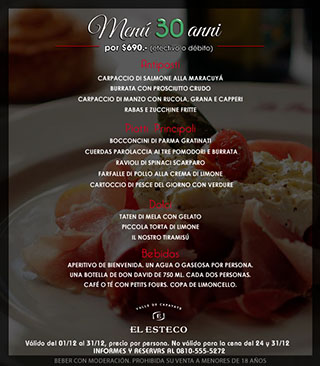 Menú 30 anni
por $690.- (efectivo o débito)
Antipasti
CARPACCIO DI SALMONE ALLA MARACUYÁ
BURRATA CON PROSCIUTTO CRUDO
CARPACCIO DI MANZO CON RUCOLA, GRANA E CAPPERI
RABAS E ZUCCHINE FRITTE
Piatti Principali
BOCCONCINI DI PARMA GRATINATI
CUERDAS PAROLACCIA AI TRE POMODORI E BURRATA
RAVIOLI DI SPINACI SCARPARO
FARFALLE DI POLLO ALLA CREMA DI LIMONE
CARTOCCIO DI PESCE DEL GIORNO CON VERDURE
Dolci
TATEN DI MELA CON GELATO
PICCOLA TORTA DI LIMONE
IL NOSTRO TIRAMISÚ
Bebidas
APERITIVO DE BIENVENIDA. UN AGUA O GASEOSA POR PERSONA.
UNA BOTELLA DE DON DAVID DE 750 ML. CADA DOS PERSONAS.
CAFÉ O TÉ CON PETITS FOURS. COPA DE LIMONCELLO.
VALLE DE CAFAYATE
EL ESTECO
Válido del 01/12 al 31/12, precio por persona. No válido para la cena del 24 y 31/12
INFORMES Y RESERVAS AL 0810-555-5272
BEBER CON MODERACIÓN. PROHIBIDA SU VENTA A MENORES DE 18 AÑOS